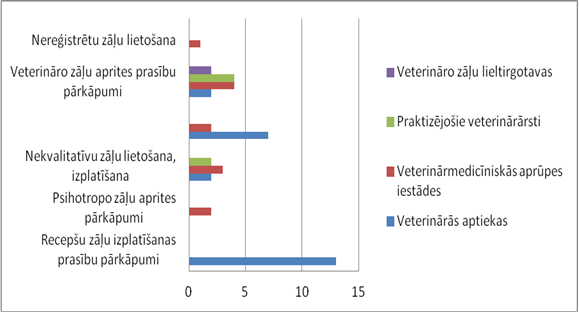 Nereģistrētu zāļu lietošana
Veterināro zāļu aprites prasību
pārkāpumi
Nekvalitatīvu zāļu lietošana,
izplatīšana
Psihotropo zāļu aprites
pārkāpumi
Recepšu zāļu izplatīšanas
prasību pārkāpumi
0
5
10
15
Veterināro zāļu lieltirgotavas
Praktizējošie veterinārārsti
Veterinārmedicīniskās aprūpes
iestādes
Veterinārās aptiekas